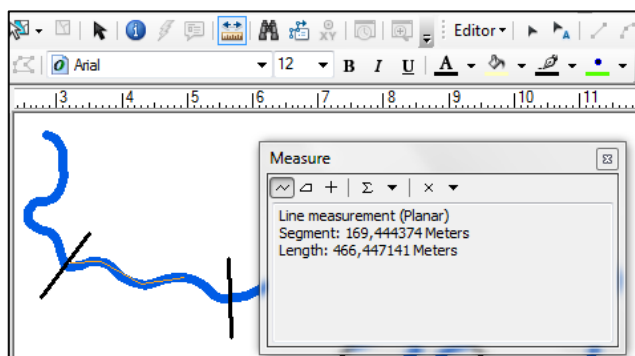 XY
Editor
A
Arial
12
B I U A
3 4 5 6 7 8 9 10 11
Measure
Σ
Line measurement (Planar)
Segment: 169,444374 Meters
Length: 466,447141 Meters